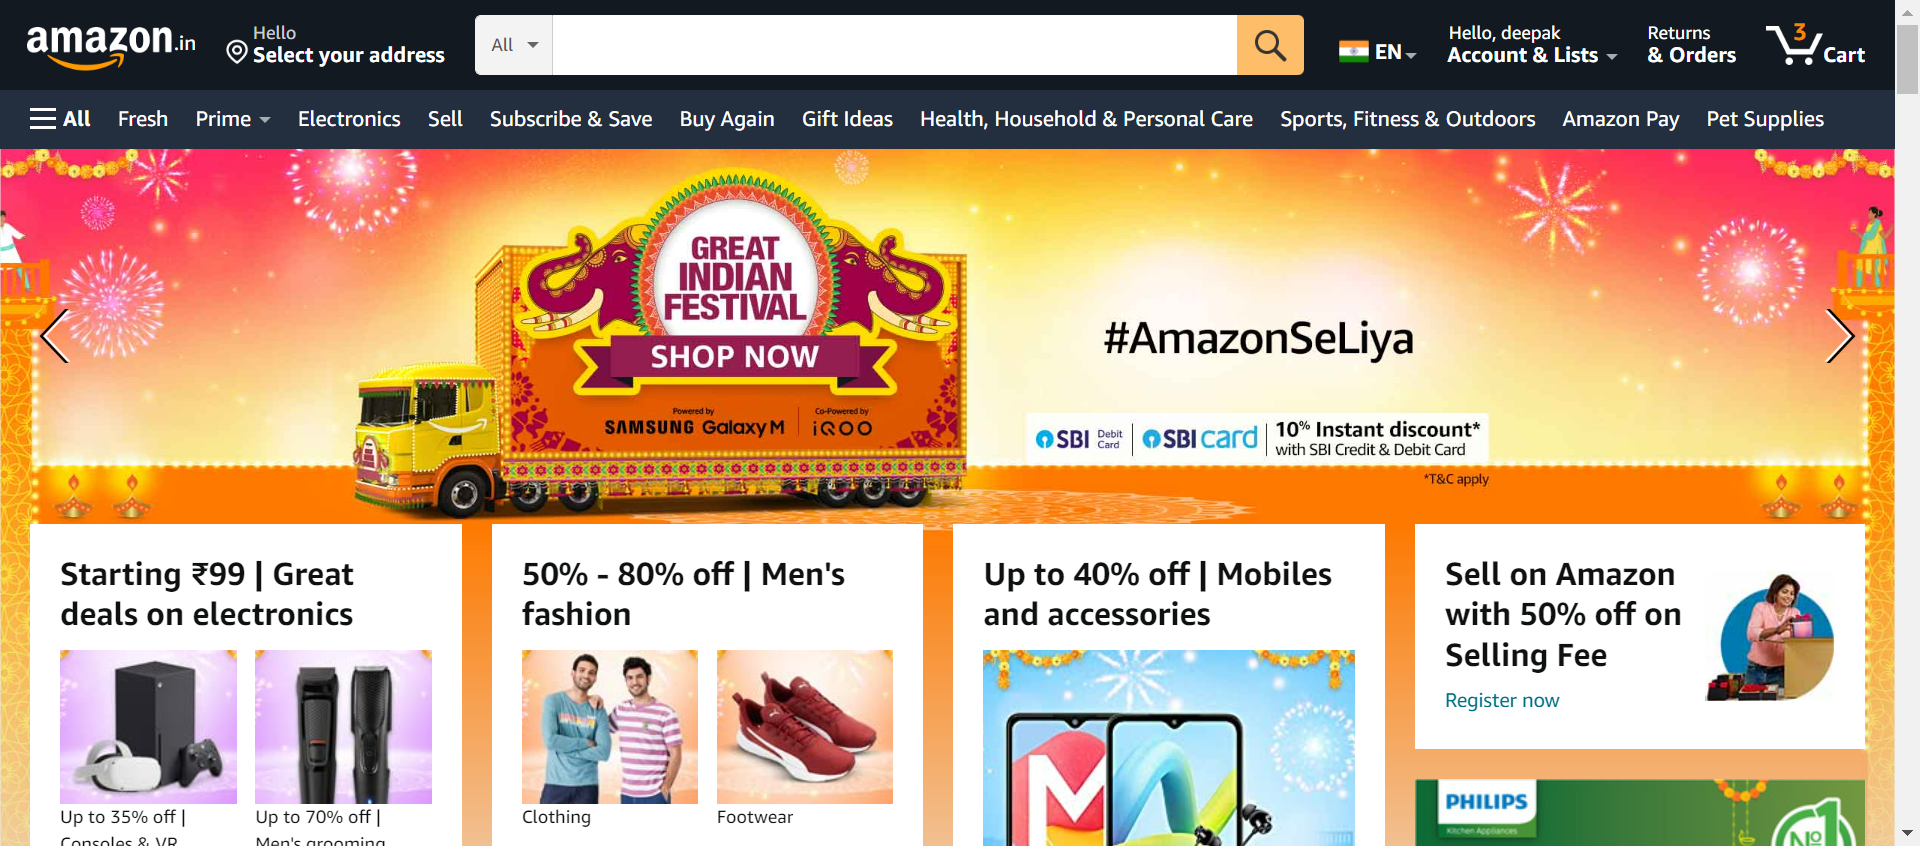 amazon.in
Hello
Select your address
All
EN
Hello, deepak
Account & Lists
Returns
& Orders
3
Cart
All
Fresh
Prime
Electronics
Sell
Subscribe & Save
Buy Again
Gift Ideas
Health, Household & Personal Care
Sports, Fitness & Outdoors
Amazon Pay
Pet Supplies
GREAT
INDIAN
FESTIVAL
SHOP NOW
Powered by
SAMSUNG Galaxy M
Co-Powered by
iQOO
#AmazonSeLiya
SBI Debit Card
SBI card
10% Instant discount*
with SBI Credit & Debit Card
*T&C apply
Starting ₹99 | Great
deals on electronics
Up to 35% off |
Consoles & VR
Up to 70% off |
Men's grooming
50% - 80% off | Men's
fashion
Clothing
Footwear
Up to 40% off | Mobiles
and accessories
Sell on Amazon
with 50% off on
Selling Fee
Register now
PHILIPS
Kitchen Appliances
No 1